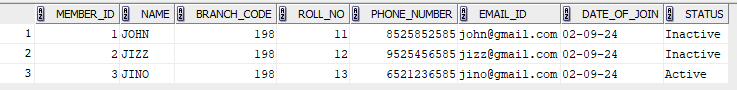 MEMBER_ID NAME BRANCH_CODE ROLL_NO PHONE_NUMBER EMAIL_ID DATE_OF_JOIN STATUS
1 1 JOHN 198 11 8525852585 john@gmail.com 02-09-24 Inactive
2 2 JIZZ 198 12 9525456585 jizz@gmail.com 02-09-24 Inactive
3 3 JINO 198 13 6521236585 jino@gmail.com 02-09-24 Active